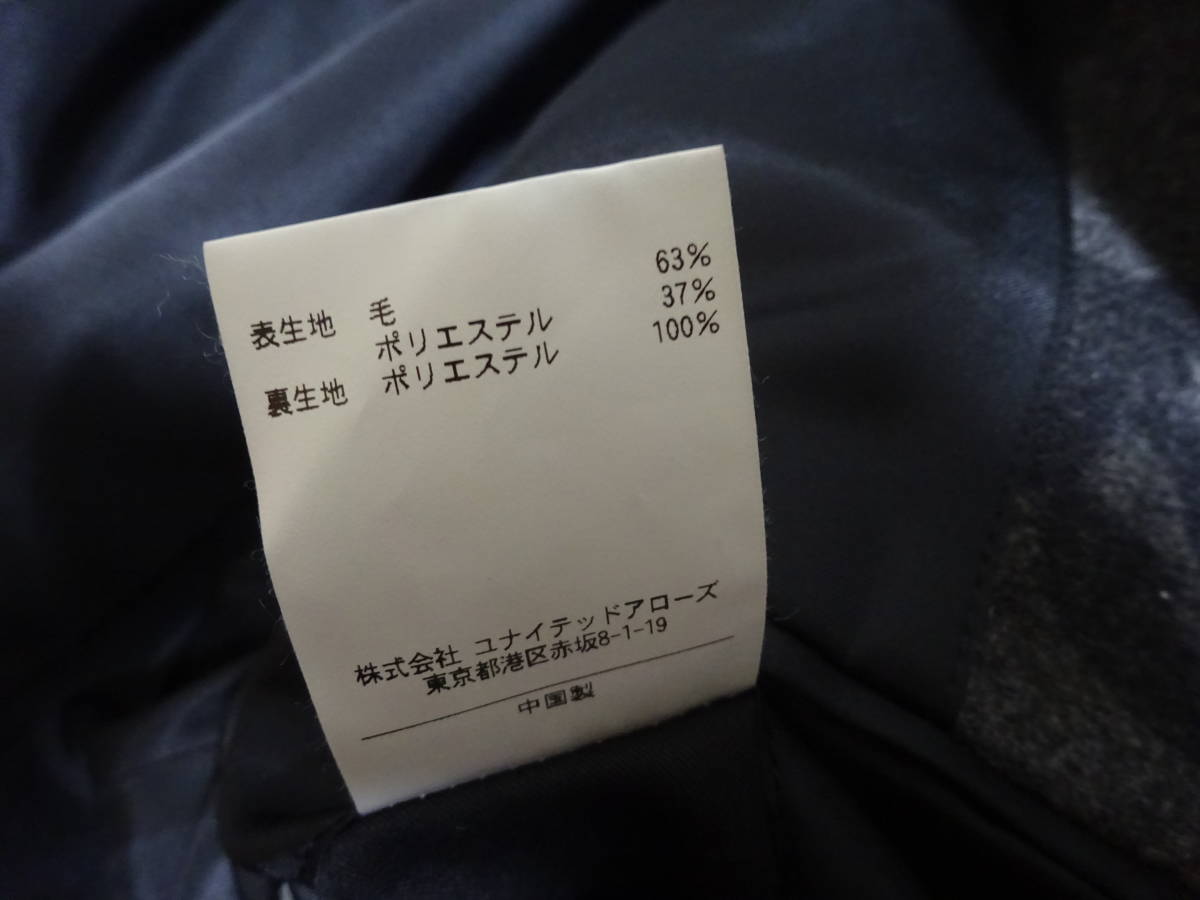 表生地 毛 63%
ポリエステル 37%
裏生地 ポリエステル 100%
株式会社 ユナイテッドアローズ
東京都港区赤坂8-1-19
中国製